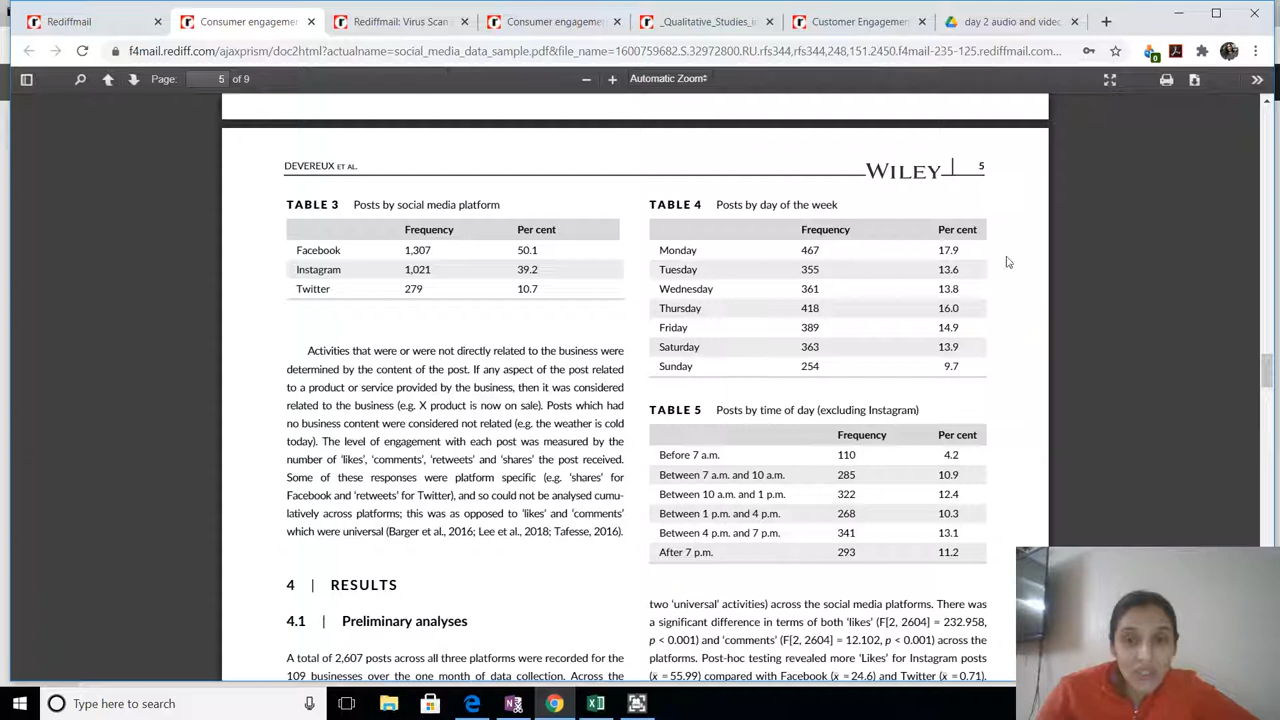 Rediffmail
Consumer engageme
Rediffmail: Virus Scan
Consumer engageme
_Qualitative_Studies_i
Customer Engagemen
day 2 audio and video
f4mail.rediff.com/ajaxprism/doc2html?actualname=social_media_data_sample.pdf&file_name=1600759682.S.32972800.RU.rfs344,rfs344,248,151.2450.f4mail-235-125.rediffmail.com...
Page: 5 of 9
Automatic Zoom
DEVEREUX ET AL.
WILEY 5
TABLE 3 Posts by social media platform
Frequency Per cent
Facebook 1,307 50.1
Instagram 1,021 39.2
Twitter 279 10.7
Activities that were or were not directly related to the business were
determined by the content of the post. If any aspect of the post related
to a product or service provided by the business, then it was considered
related to the business (e.g. X product is now on sale). Posts which had
no business content were considered not related (e.g. the weather is cold
today). The level of engagement with each post was measured by the
number of 'likes', 'comments', 'retweets' and 'shares' the post received.
Some of these responses were platform specific (e.g. 'shares' for
Facebook and 'retweets' for Twitter), and so could not be analysed cumu-
latively across platforms; this was as opposed to 'likes' and 'comments'
which were universal (Barger et al., 2016; Lee et al., 2018; Tafesse, 2016).
4 | RESULTS
4.1 | Preliminary analyses
A total of 2,607 posts across all three platforms were recorded for the
109 businesses over the one month of data collection. Across the
TABLE 4 Posts by day of the week
Frequency Per cent
Monday 467 17.9
Tuesday 355 13.6
Wednesday 361 13.8
Thursday 418 16.0
Friday 389 14.9
Saturday 363 13.9
Sunday 254 9.7
TABLE 5 Posts by time of day (excluding Instagram)
Frequency Per cent
Before 7 a.m. 110 4.2
Between 7 a.m. and 10 a.m. 285 10.9
Between 10 a.m. and 1 p.m. 322 12.4
Between 1 p.m. and 4 p.m. 268 10.3
Between 4 p.m. and 7 p.m. 341 13.1
After 7 p.m. 293 11.2
two 'universal' activities) across the social media platforms. There was
a significant difference in terms of both 'likes' (F[2, 2604] = 232.958,
p < 0.001) and 'comments' (F[2, 2604] = 12.102, p < 0.001) across the
platforms. Post-hoc testing revealed more 'Likes' for Instagram posts
(x = 55.99) compared with Facebook (x = 24.6) and Twitter (x = 0.71).
Type here to search